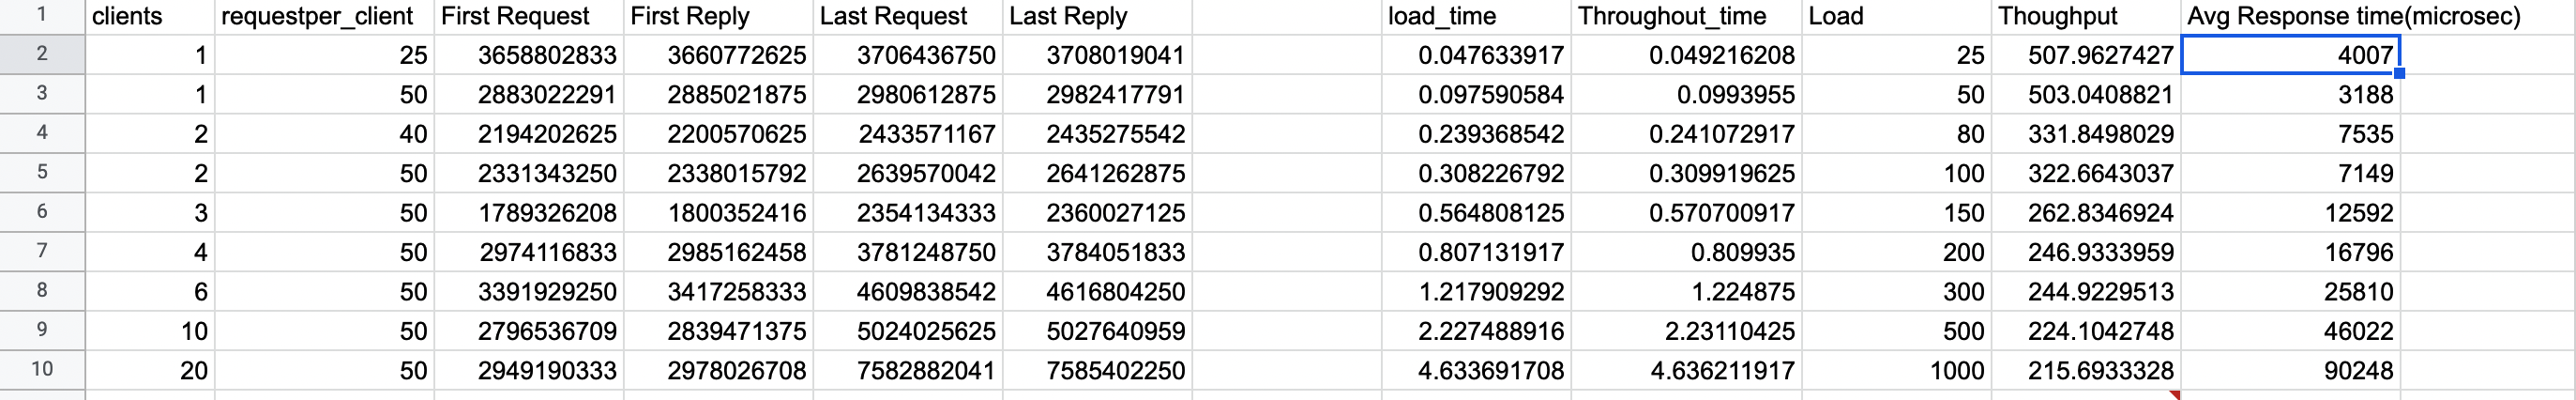 1 clients requestper_client First Request First Reply Last Request Last Reply load_time Throughout_time Load Thoughput Avg Response time(microsec)
2 1 25 3658802833 3660772625 3706436750 3708019041 0.047633917 0.049216208 25 507.9627427 4007
3 1 50 2883022291 2885021875 2980612875 2982417791 0.097590584 0.0993955 50 503.0408821 3188
4 2 40 2194202625 2200570625 2433571167 2435275542 0.239368542 0.241072917 80 331.8498029 7535
5 2 50 2331343250 2338015792 2639570042 2641262875 0.308226792 0.309919625 100 322.6643037 7149
6 3 50 1789326208 1800352416 2354134333 2360027125 0.564808125 0.570700917 150 262.8346924 12592
7 4 50 2974116833 2985162458 3781248750 3784051833 0.807131917 0.809935 200 246.9333959 16796
8 6 50 3391929250 3417258333 4609838542 4616804250 1.217909292 1.224875 300 244.9229513 25810
9 10 50 2796536709 2839471375 5024025625 5027640959 2.227488916 2.23110425 500 224.1042748 46022
10 20 50 2949190333 2978026708 7582882041 7585402250 4.633691708 4.636211917 1000 215.6933328 90248